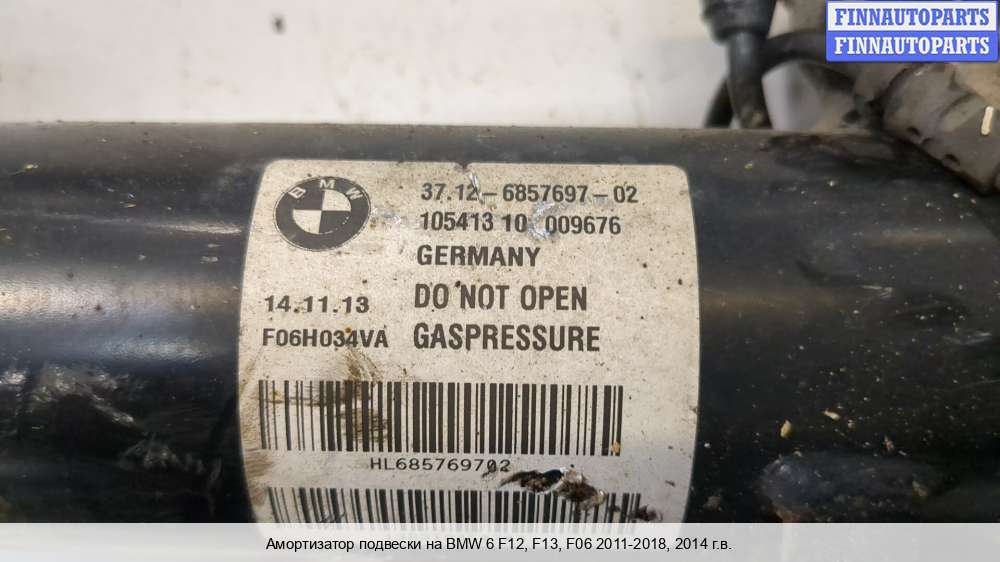 FINNAUTOPARTS
FINNAUTOPARTS
BMW
37.12-6857697-02
105413 10 009676
GERMANY
14.11.13 DO NOT OPEN
F06H034VA GASPRESSURE
HL685769702
Амортизатор подвески на BMW 6 F12, F13, F06 2011-2018, 2014 г.в.